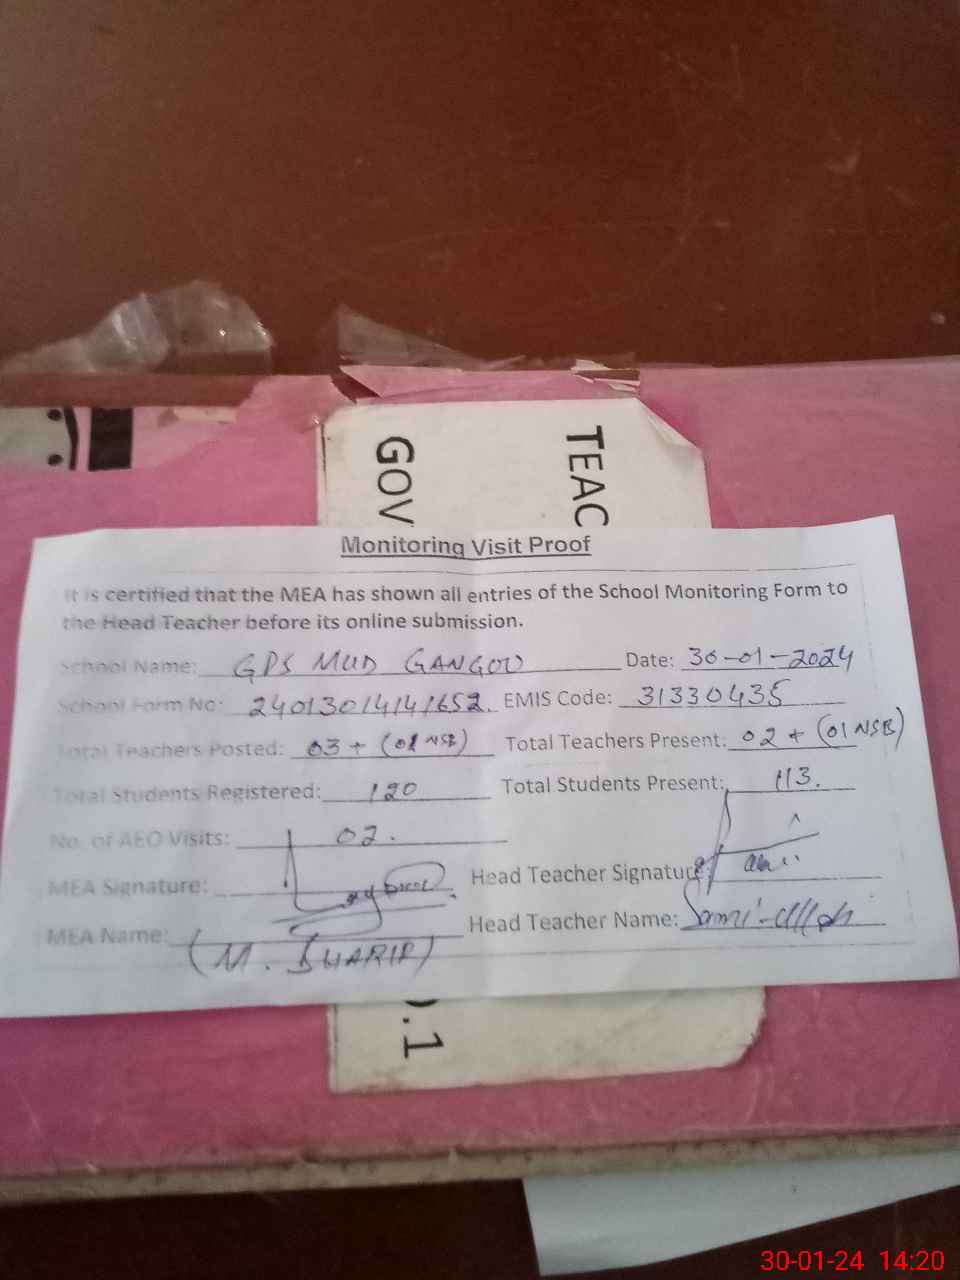 TEAC
GOV
Monitoring Visit Proof
It is certified that the MEA has shown all entries of the School Monitoring Form to
the Head Teacher before its online submission.
School Name: GPS MUD GANGOO Date: 30-01-2024
School Form No: 24013014141652. EMIS Code: 31330435
Total Teachers Posted: 03 + (01 NSB) Total Teachers Present: 02 + (01 NSB)
Total Students Registered: 120 Total Students Present: 113.
No. of AEO Visits: 02.
MEA Signature: Head Teacher Signature:
MEA Name: (M. SHARIF) Head Teacher Name: Sami-Ullah
.1
30-01-24 14:20